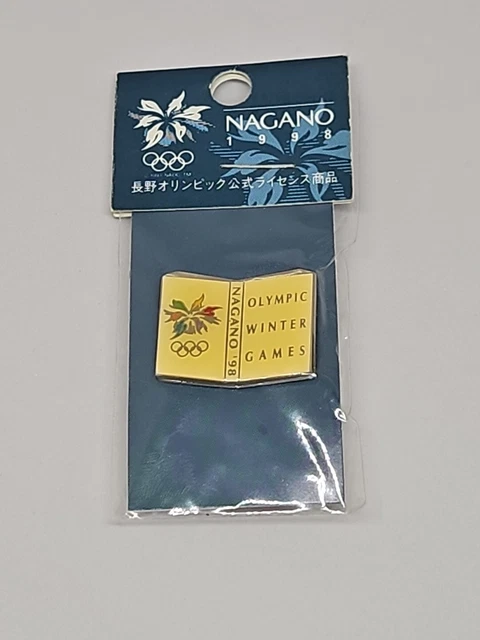 NAGANO
1998
長野オリンピック公式ライセンス商品
NAGANO '98
OLYMPIC
WINTER
GAMES